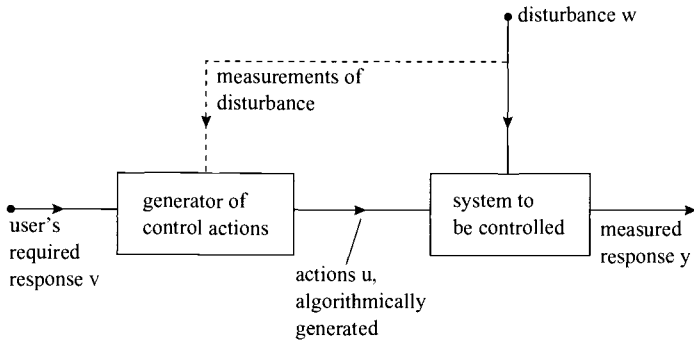 disturbance w
measurements of
disturbance
generator of
control actions
system to
be controlled
user's
required
response v
actions u,
algorithmically
generated
measured
response y